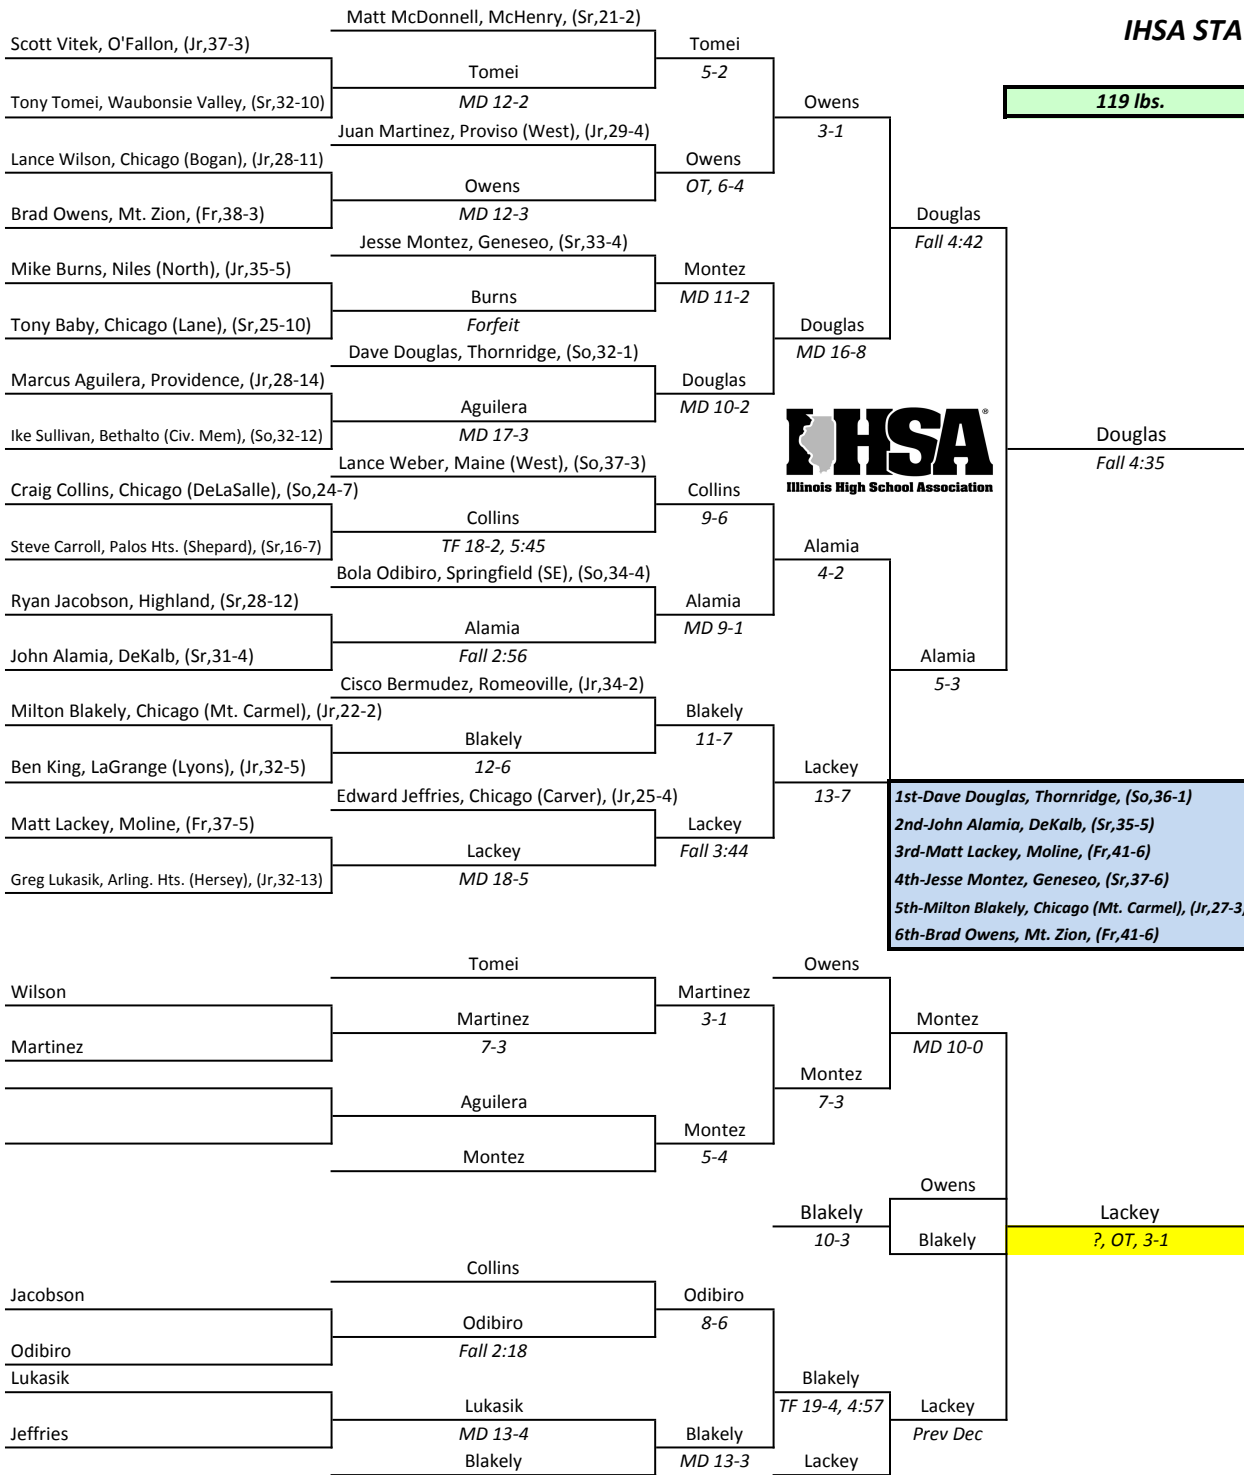 Matt McDonnell, McHenry, (Sr,21-2)
IHSA STA
Scott Vitek, O'Fallon, (Jr,37-3)
Tomei
Tomei
5-2
Tony Tomei, Waubonsie Valley, (Sr,32-10)
MD 12-2
Owens
119 lbs.
Juan Martinez, Proviso (West), (Jr,29-4)
3-1
Lance Wilson, Chicago (Bogan), (Jr,28-11)
Owens
Owens
OT, 6-4
Brad Owens, Mt. Zion, (Fr,38-3)
MD 12-3
Douglas
Jesse Montez, Geneseo, (Sr,33-4)
Fall 4:42
Mike Burns, Niles (North), (Jr,35-5)
Montez
Burns
MD 11-2
Tony Baby, Chicago (Lane), (Sr,25-10)
Forfeit
Douglas
Dave Douglas, Thornridge, (So,32-1)
MD 16-8
Marcus Aguilera, Providence, (Jr,28-14)
Douglas
Aguilera
MD 10-2
Ike Sullivan, Bethalto (Civ. Mem), (So,32-12)
MD 17-3
IHSA®
Illinois High School Association
Douglas
Lance Weber, Maine (West), (So,37-3)
Fall 4:35
Craig Collins, Chicago (DeLaSalle), (So,24-7)
Collins
Collins
9-6
Steve Carroll, Palos Hts. (Shepard), (Sr,16-7)
TF 18-2, 5:45
Alamia
Bola Odibiro, Springfield (SE), (So,34-4)
4-2
Ryan Jacobson, Highland, (Sr,28-12)
Alamia
Alamia
MD 9-1
John Alamia, DeKalb, (Sr,31-4)
Fall 2:56
Alamia
Cisco Bermudez, Romeoville, (Jr,34-2)
5-3
Milton Blakely, Chicago (Mt. Carmel), (Jr,22-2)
Blakely
Blakely
11-7
Ben King, LaGrange (Lyons), (Jr,32-5)
12-6
Lackey
Edward Jeffries, Chicago (Carver), (Jr,25-4)
13-7
Matt Lackey, Moline, (Fr,37-5)
Lackey
Lackey
Fall 3:44
Greg Lukasik, Arling. Hts. (Hersey), (Jr,32-13)
MD 18-5
1st-Dave Douglas, Thornridge, (So,36-1)
2nd-John Alamia, DeKalb, (Sr,35-5)
3rd-Matt Lackey, Moline, (Fr,41-6)
4th-Jesse Montez, Geneseo, (Sr,37-6)
5th-Milton Blakely, Chicago (Mt. Carmel), (Jr,27-3)
6th-Brad Owens, Mt. Zion, (Fr,41-6)
Tomei
Owens
Wilson
Martinez
Martinez
3-1
Montez
Martinez
7-3
MD 10-0
Montez
Aguilera
7-3
Montez
Montez
5-4
Owens
Blakely
Lackey
10-3
Blakely
?, OT, 3-1
Collins
Jacobson
Odibiro
Odibiro
8-6
Odibiro
Fall 2:18
Lukasik
Blakely
Lukasik
TF 19-4, 4:57
Lackey
Jeffries
MD 13-4
Blakely
Prev Dec
Blakely
MD 13-3
Lackey